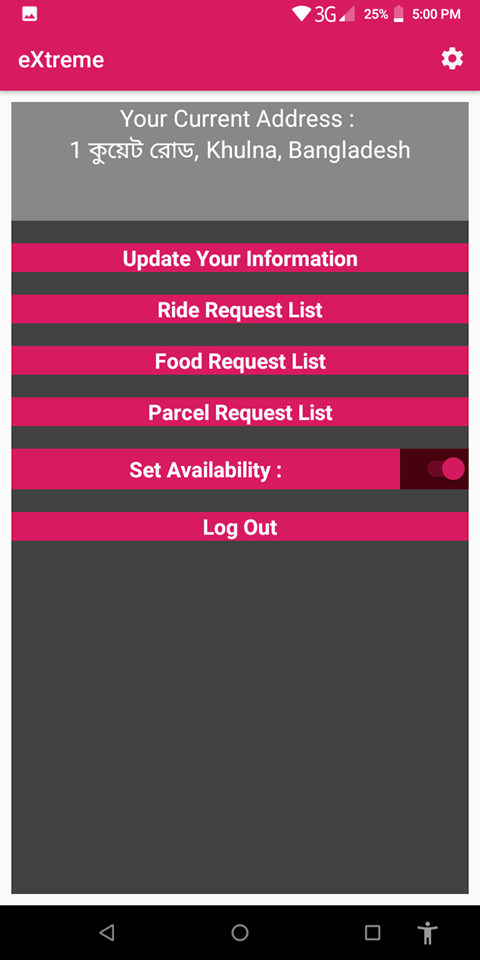 3G 25% 5:00 PM
eXtreme
Your Current Address :
1 কুয়েট রোড, Khulna, Bangladesh
Update Your Information
Ride Request List
Food Request List
Parcel Request List
Set Availability :
Log Out